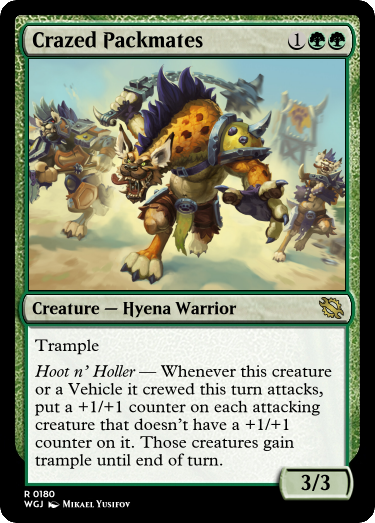 Crazed Packmates 1
Creature — Hyena Warrior
Trample
Hoot n' Holler — Whenever this creature
or a Vehicle it crewed this turn attacks,
put a +1/+1 counter on each attacking
creature that doesn't have a +1/+1
counter on it. Those creatures gain
trample until end of turn.
3/3
R 0180
WGJ Mikael Yusifov